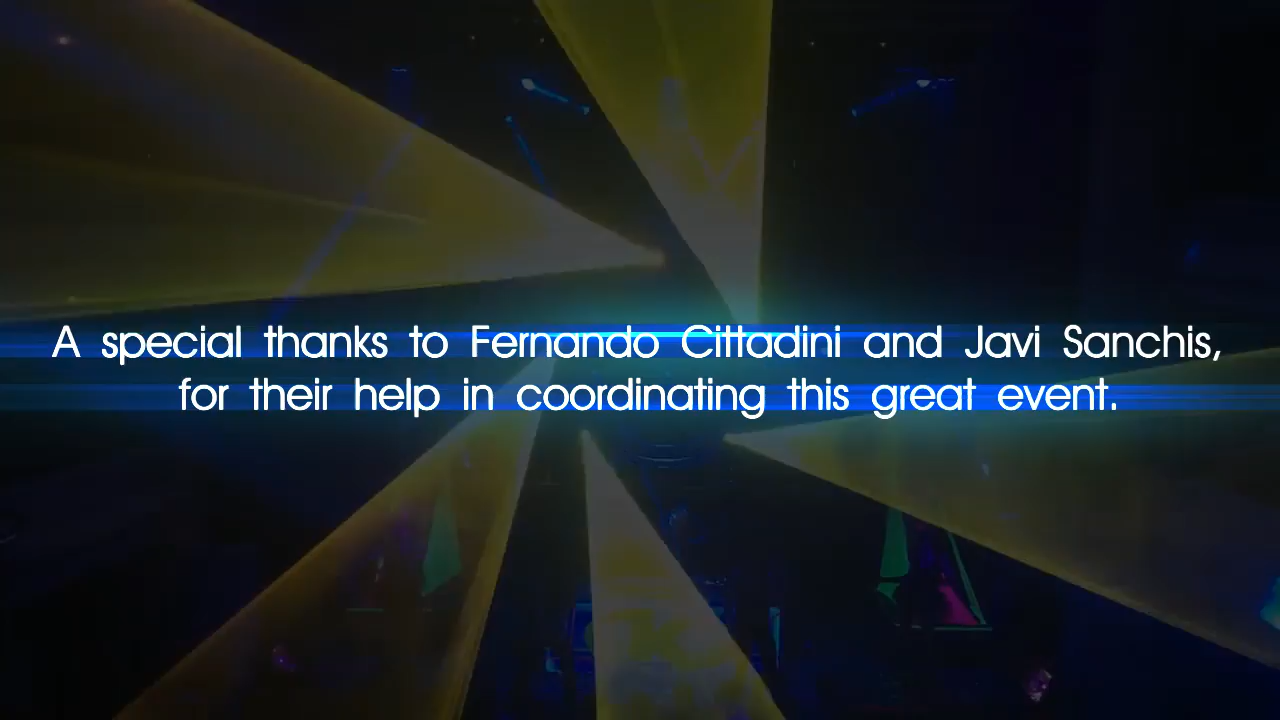 A special thanks to Fernando Cittadini and Javi Sanchis,
for their help in coordinating this great event.